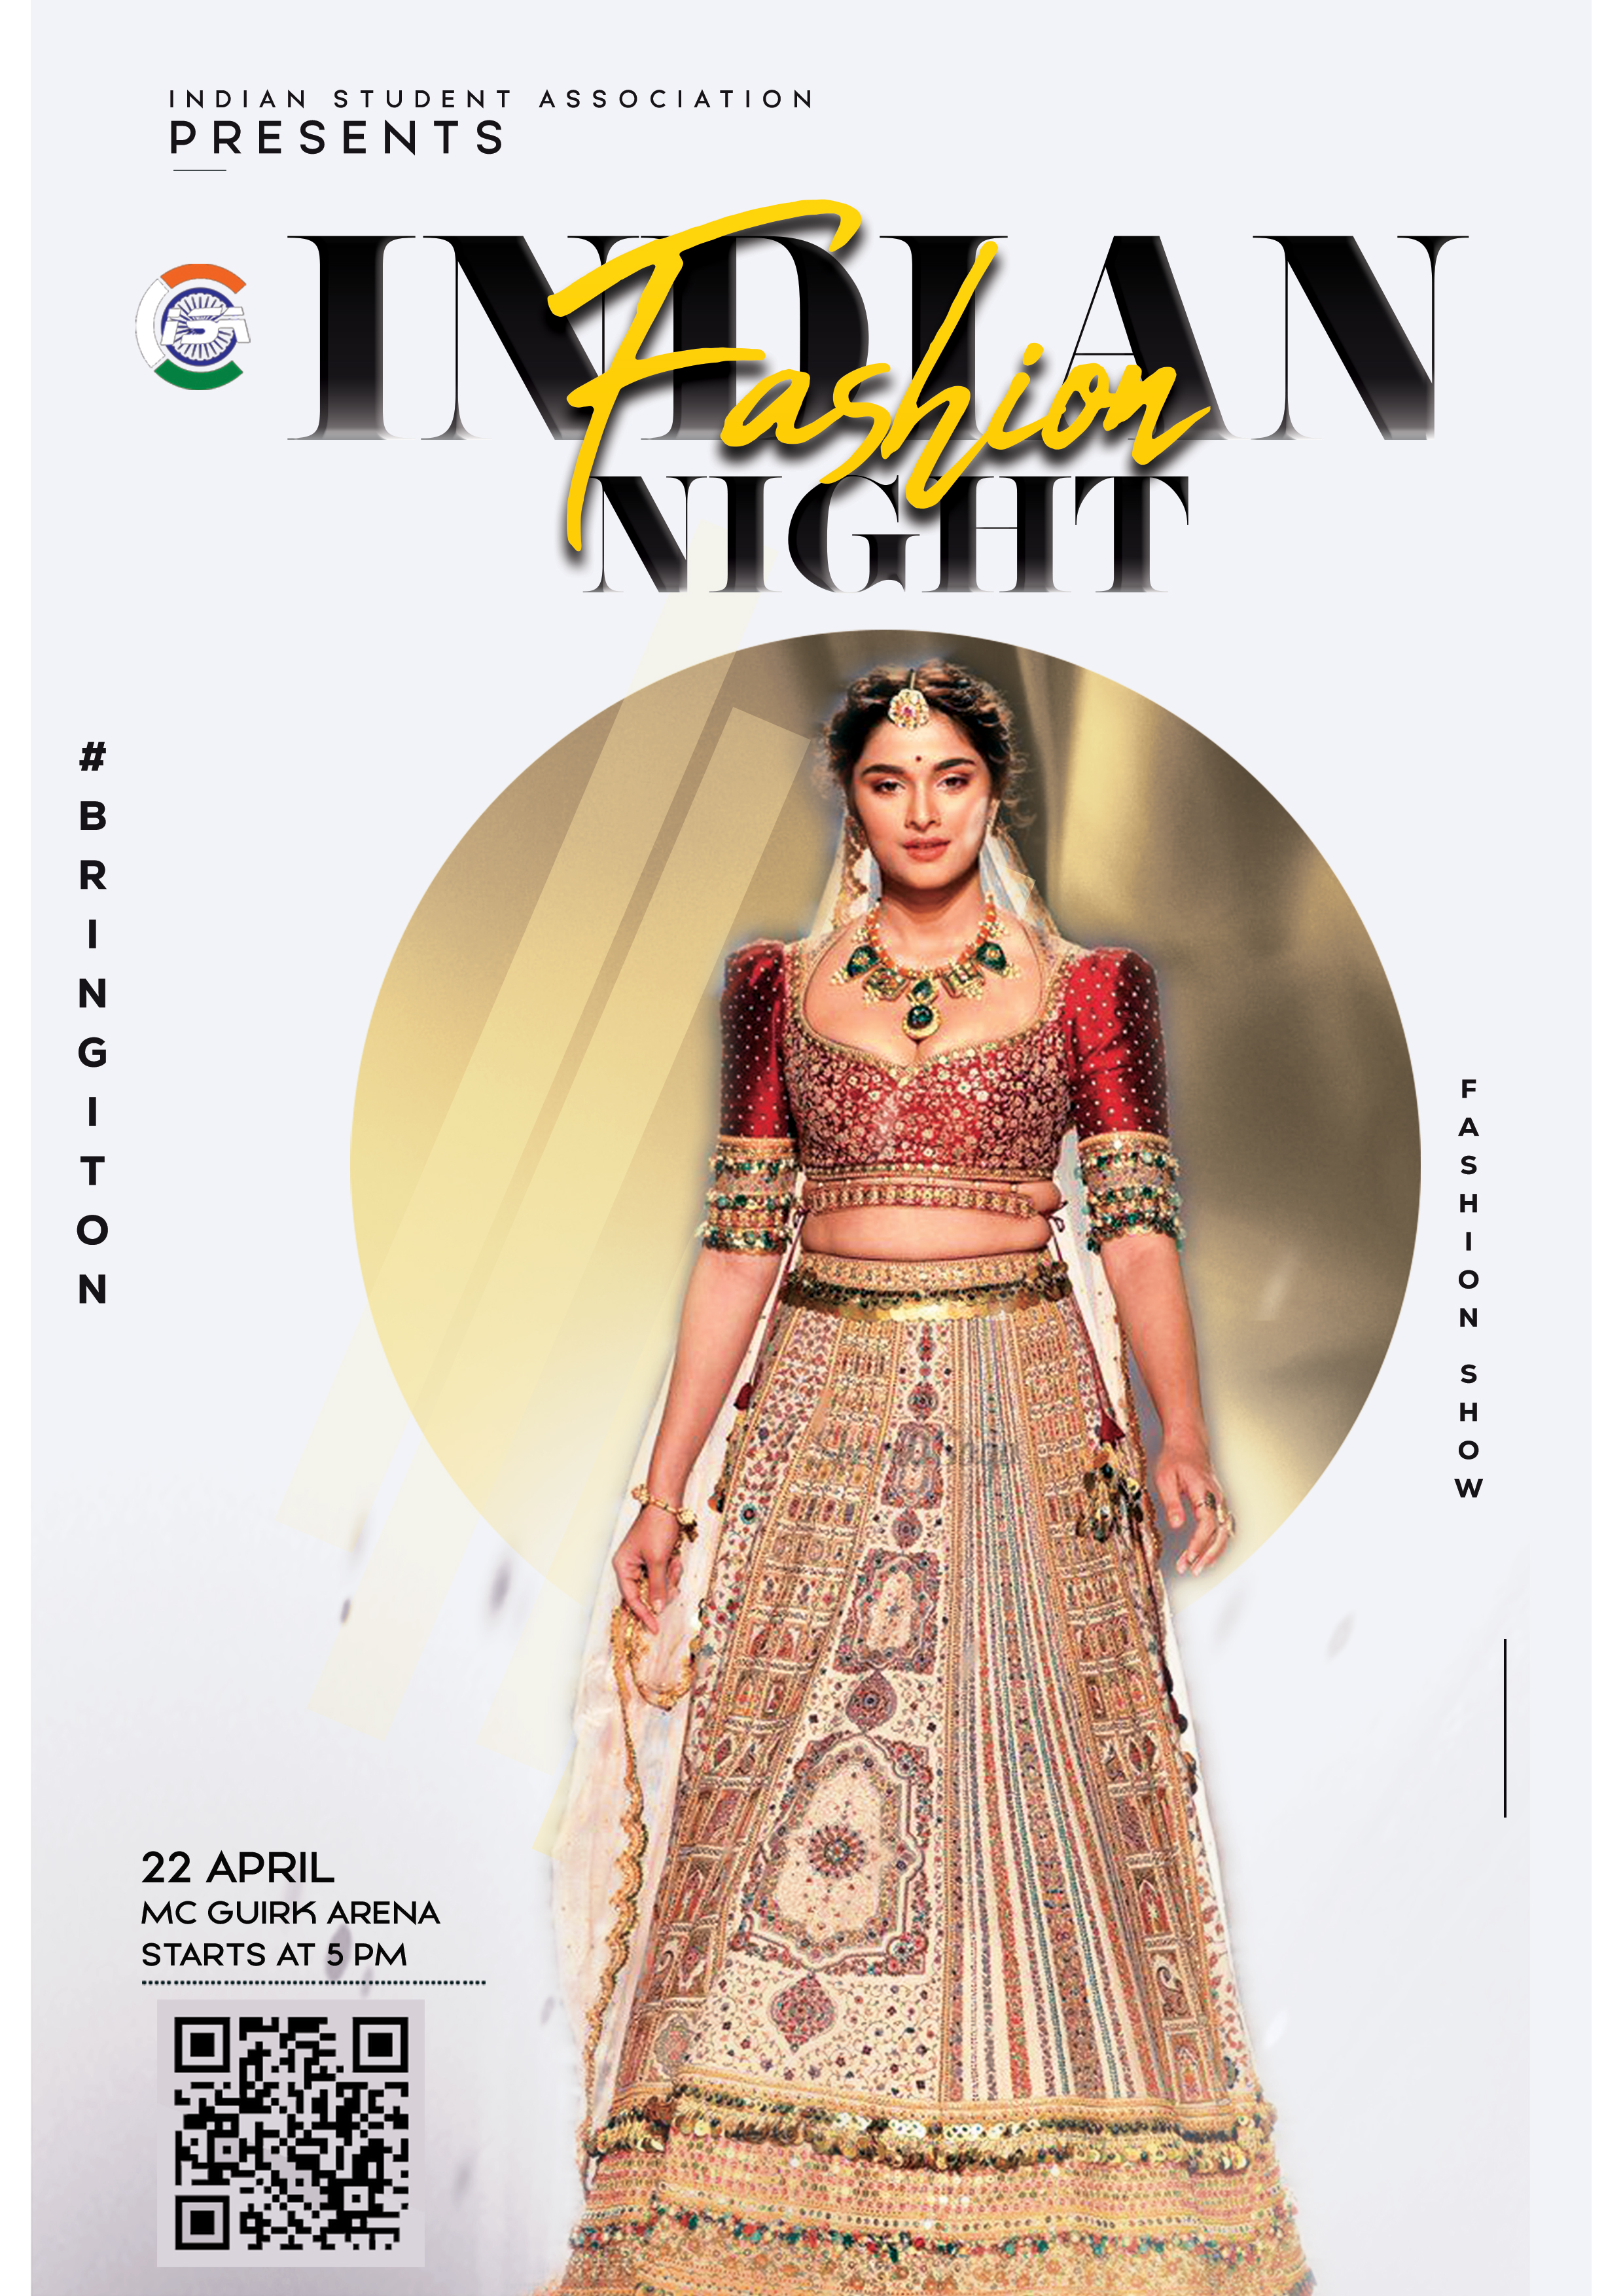 INDIAN STUDENT ASSOCIATION
PRESENTS
INDIAN
Fashion
NIGHT
#BRINGITON
FASHION SHOW
22 APRIL
MC GUIRK ARENA
STARTS AT 5 PM